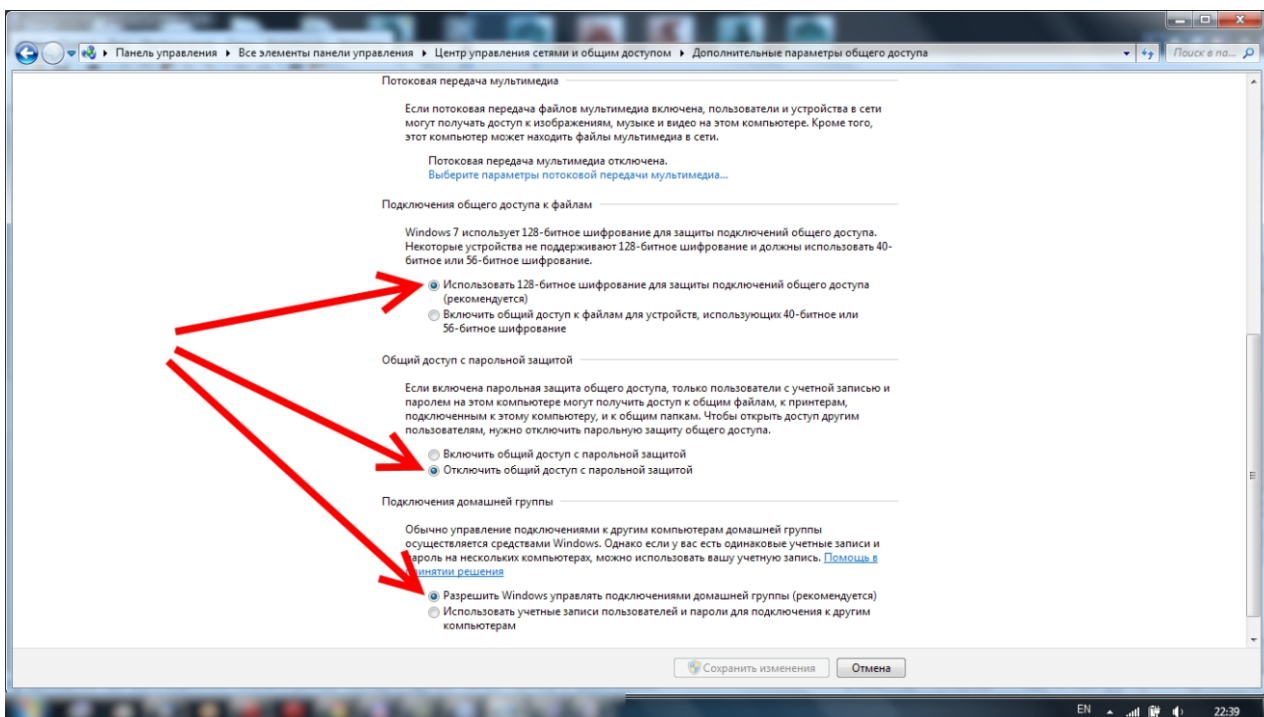 Панель управления ▸ Все элементы панели управления ▸ Центр управления сетями и общим доступом ▸ Дополнительные параметры общего доступа
Поиск в па...
Потоковая передача мультимедиа
Если потоковая передача файлов мультимедиа включена, пользователи и устройства в сети
могут получать доступ к изображениям, музыке и видео на этом компьютере. Кроме того,
этот компьютер может находить файлы мультимедиа в сети.
Потоковая передача мультимедиа отключена.
Выберите параметры потоковой передачи мультимедиа...
Подключения общего доступа к файлам
Windows 7 использует 128-битное шифрование для защиты подключений общего доступа.
Некоторые устройства не поддерживают 128-битное шифрование и должны использовать 40-
битное или 56-битное шифрование.
Использовать 128-битное шифрование для защиты подключений общего доступа
(рекомендуется)
Включить общий доступ к файлам для устройств, использующих 40-битное или
56-битное шифрование
Общий доступ с парольной защитой
Если включена парольная защита общего доступа, только пользователи с учетной записью и
паролем на этом компьютере могут получить доступ к общим файлам, к принтерам,
подключенным к этому компьютеру, и к общим папкам. Чтобы открыть доступ другим
пользователям, нужно отключить парольную защиту общего доступа.
Включить общий доступ с парольной защитой
Отключить общий доступ с парольной защитой
Подключения домашней группы
Обычно управление подключениями к другим компьютерам домашней группы
осуществляется средствами Windows. Однако если у вас есть одинаковые учетные записи и
пароль на нескольких компьютерах, можно использовать вашу учетную запись. Помощь в
принятии решения
Разрешить Windows управлять подключениями домашней группы (рекомендуется)
Использовать учетные записи пользователей и пароли для подключения к другим
компьютерам
Сохранить изменения
Отмена
EN
22:39